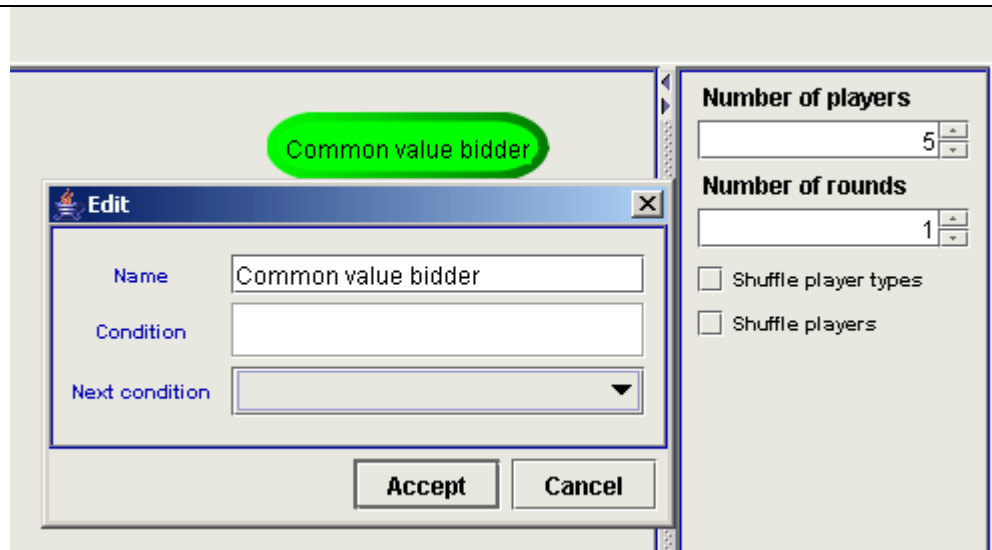 Common value bidder
Edit
Name
Common value bidder
Condition
Next condition
Accept
Cancel
Number of players
5
Number of rounds
1
Shuffle player types
Shuffle players